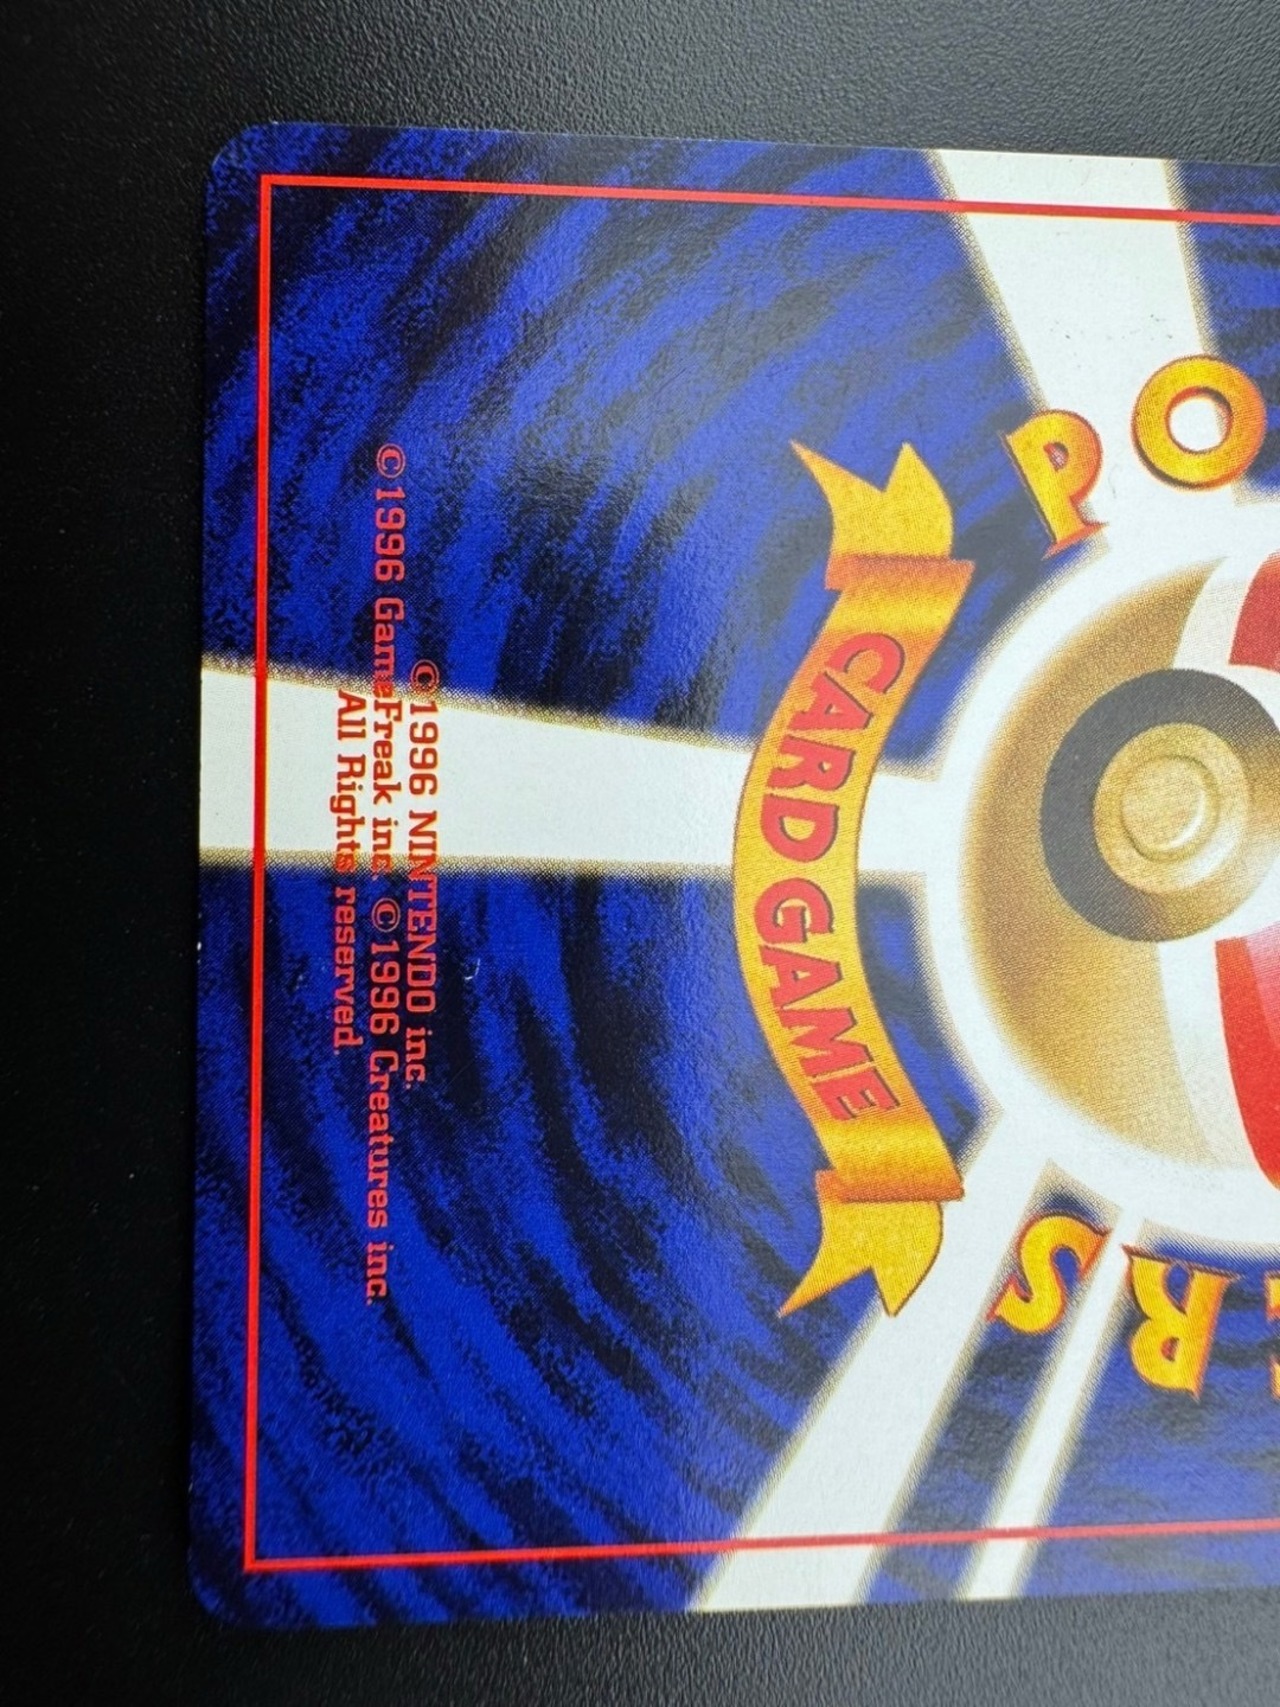 PO
RS
CARD GAME
©1996 NINTENDO inc.
©1996 GameFreak inc. ©1996 Creatures inc.
All Rights reserved.